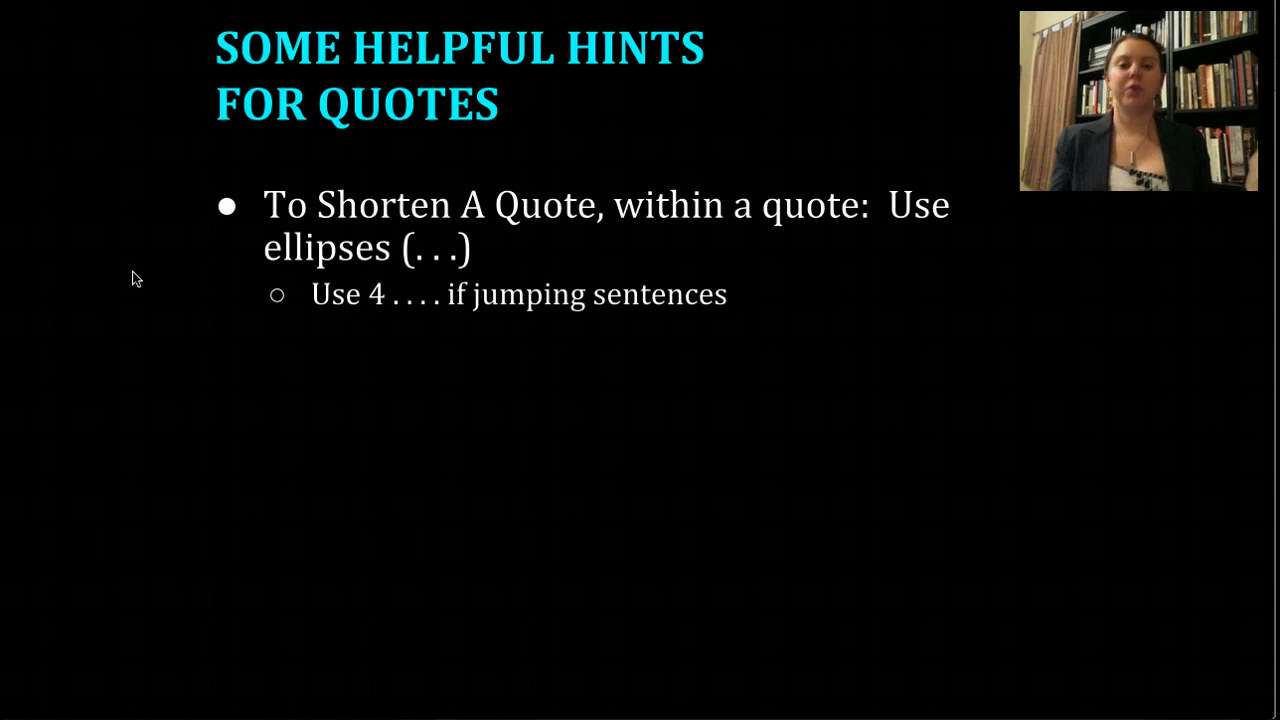 SOME HELPFUL HINTS
FOR QUOTES
● To Shorten A Quote, within a quote:  Use
ellipses (. . .)
○ Use 4 . . . . if jumping sentences